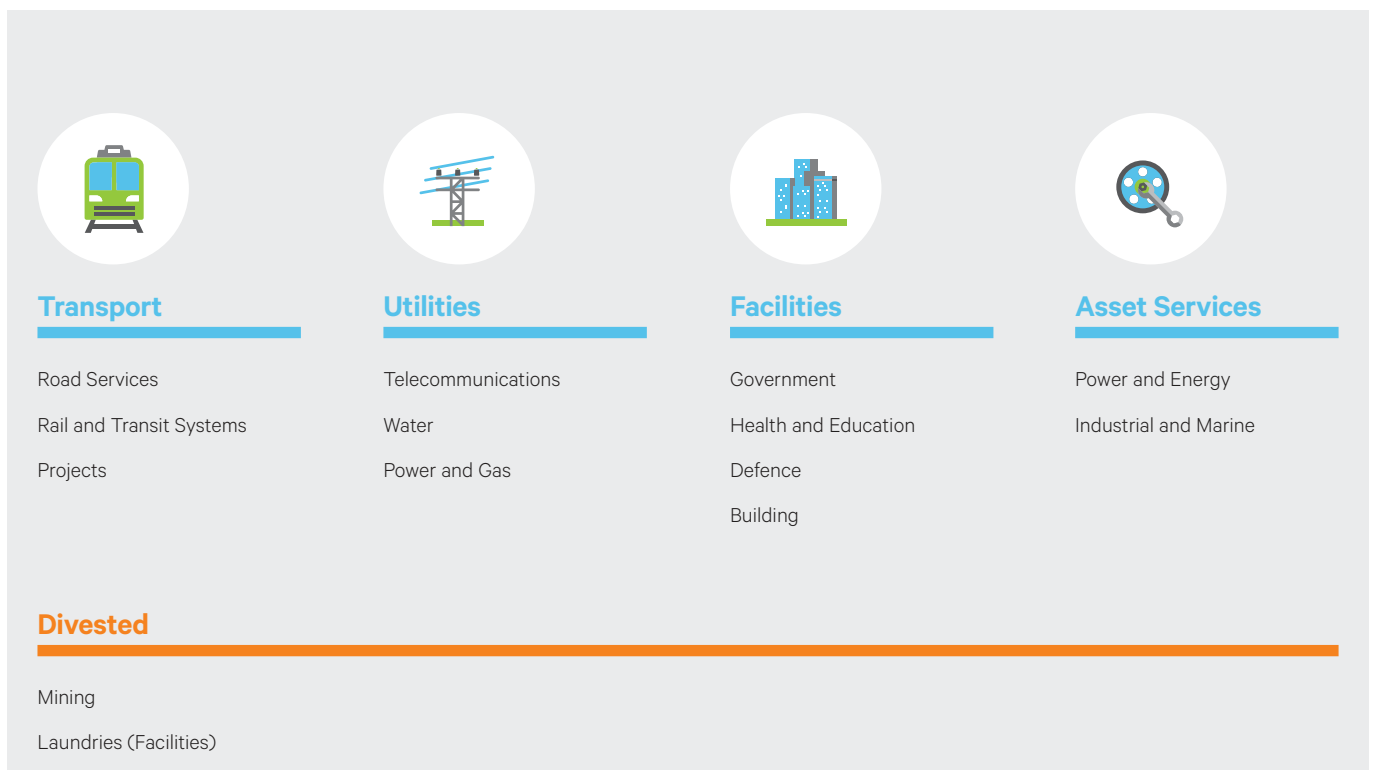 Transport
Road Services
Rail and Transit Systems
Projects
Utilities
Telecommunications
Water
Power and Gas
Facilities
Government
Health and Education
Defence
Building
Asset Services
Power and Energy
Industrial and Marine
Divested
Mining
Laundries (Facilities)